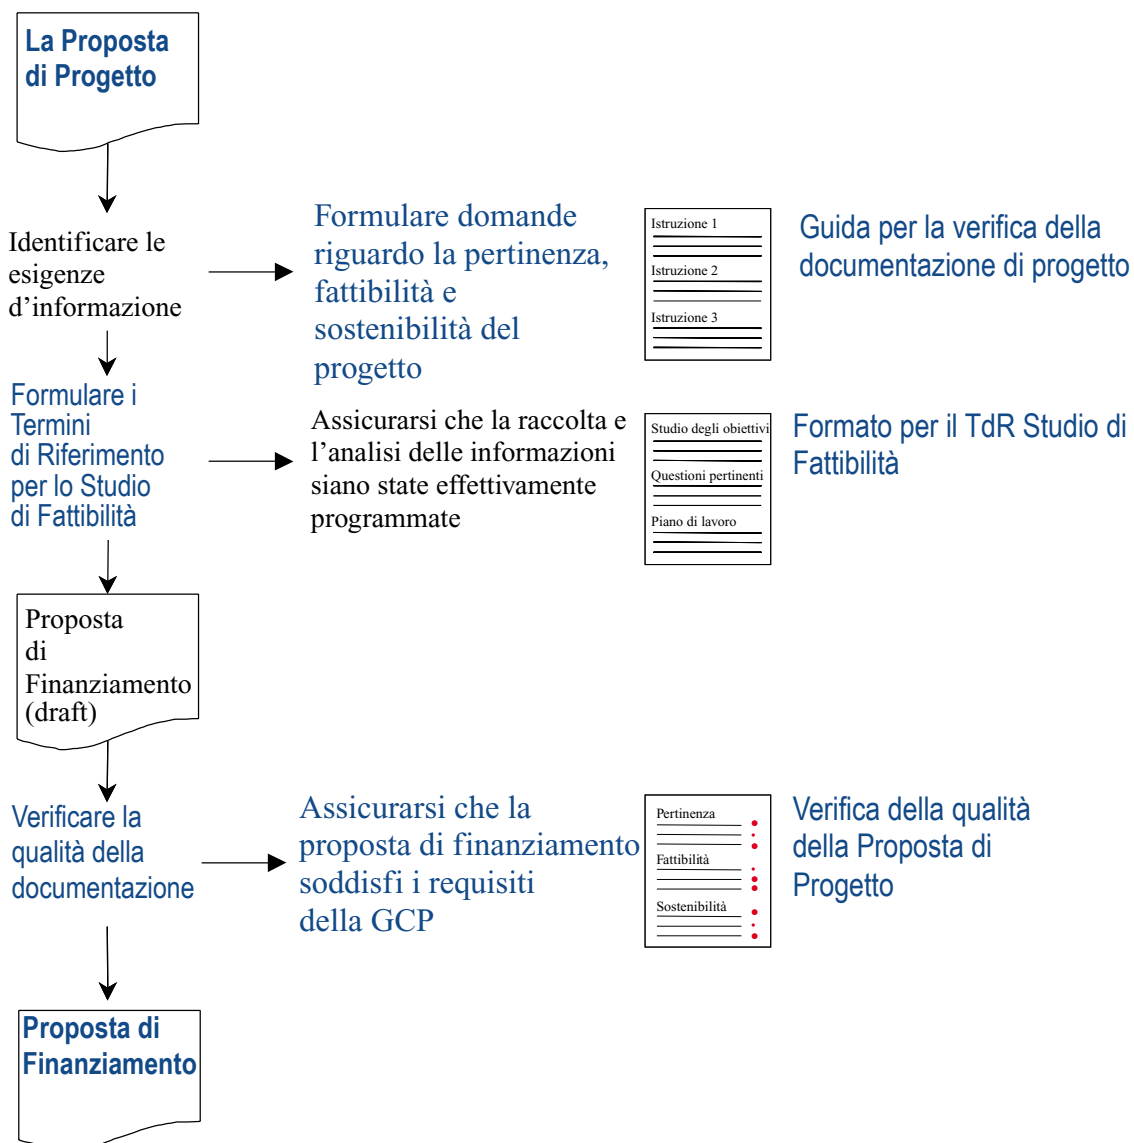 La Proposta
di Progetto
Identificare le
esigenze
d’informazione
Formulare domande
riguardo la pertinenza,
fattibilità e
sostenibilità del
progetto
Istruzione 1
Istruzione 2
Istruzione 3
Guida per la verifica della
documentazione di progetto
Formulare i
Termini
di Riferimento
per lo Studio
di Fattibilità
Assicurarsi che la raccolta e
l’analisi delle informazioni
siano state effettivamente
programmate
Studio degli obiettivi
Questioni pertinenti
Piano di lavoro
Formato per il TdR Studio di
Fattibilità
Proposta
di
Finanziamento
(draft)
Verificare la
qualità della
documentazione
Assicurarsi che la
proposta di finanziamento
soddisfi i requisiti
della GCP
Pertinenza
Fattibilità
Sostenibilità
Verifica della qualità
della Proposta di
Progetto
Proposta di
Finanziamento